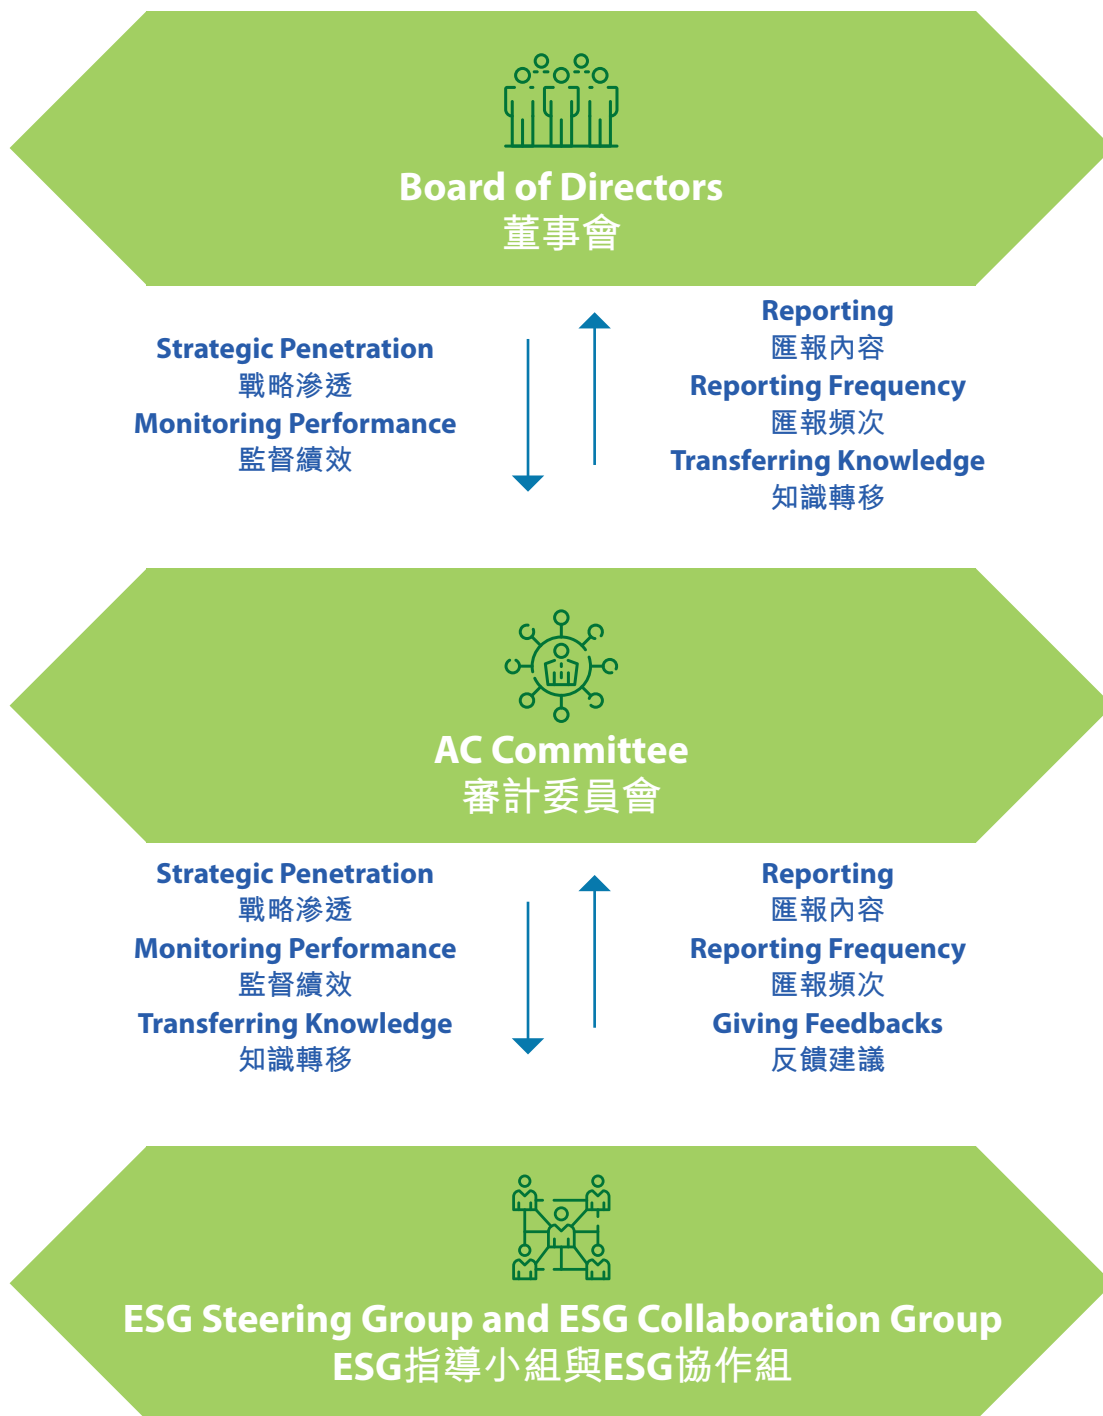 Board of Directors
董事會
Strategic Penetration
戰略滲透
Monitoring Performance
監督績效
Reporting
匯報內容
Reporting Frequency
匯報頻次
Transferring Knowledge
知識轉移
AC Committee
審計委員會
Strategic Penetration
戰略滲透
Monitoring Performance
監督績效
Transferring Knowledge
知識轉移
Reporting
匯報內容
Reporting Frequency
匯報頻次
Giving Feedbacks
反饋建議
ESG Steering Group and ESG Collaboration Group
ESG指導小組與ESG協作組